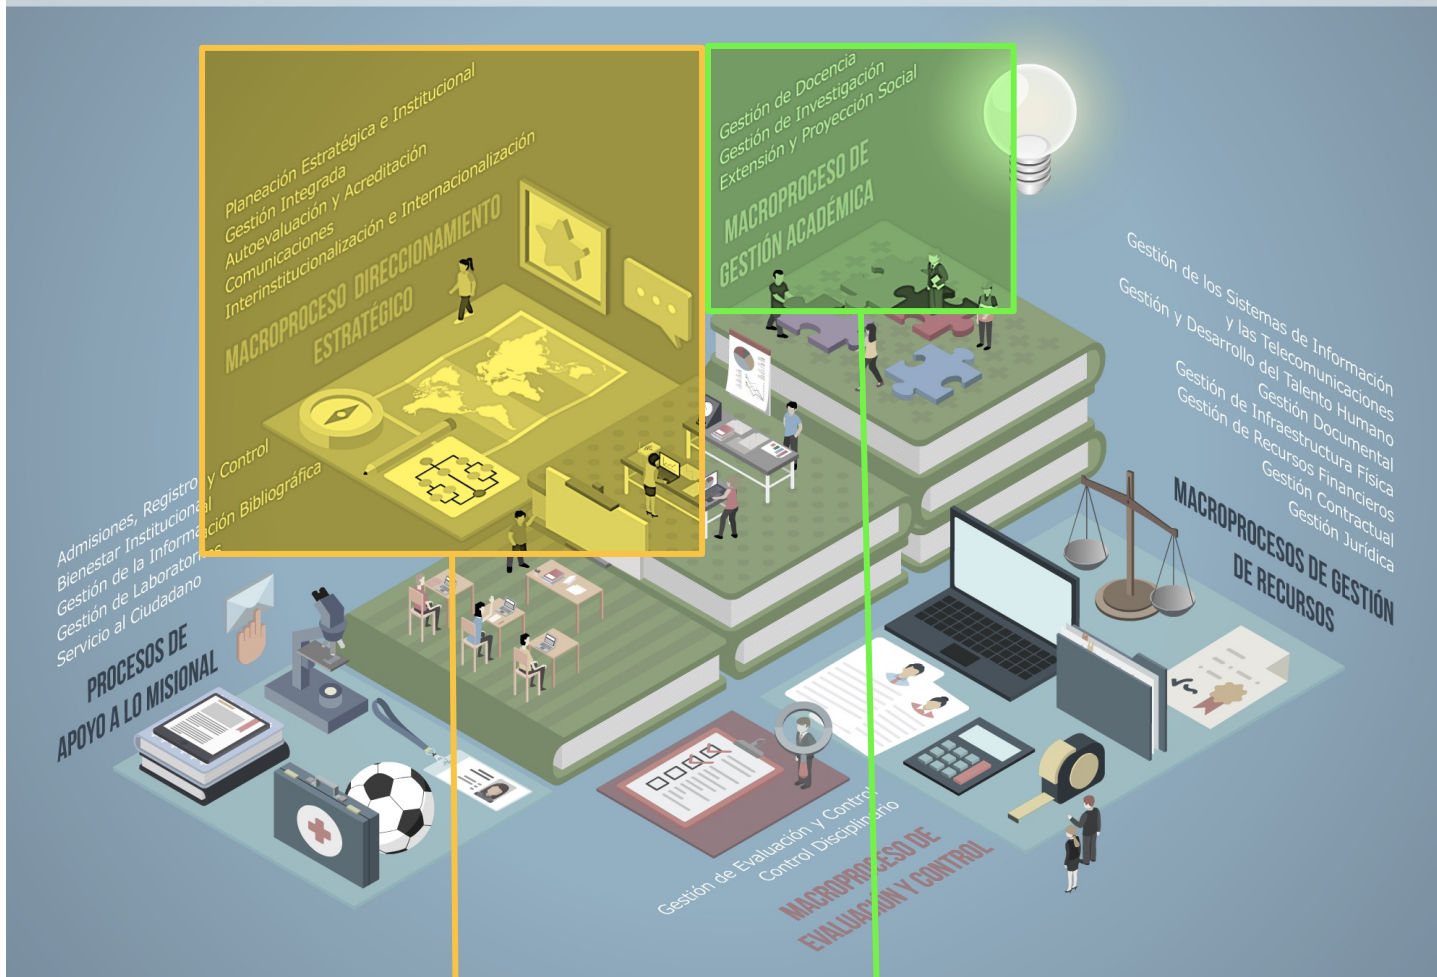 Planeación Estratégica e Institucional
Gestión Integrada
Autoevaluación y Acreditación
Comunicaciones
Interinstitucionalización e Internacionalización
MACROPROCESO DIRECCIONAMIENTO
ESTRATÉGICO
Gestión de Docencia
Gestión de Investigación
Extensión y Proyección Social
MACROPROCESO DE
GESTIÓN ACADÉMICA
Gestión de los Sistemas de Información
y las Telecomunicaciones
Gestión y Desarrollo del Talento Humano
Gestión Documental
Gestión de Infraestructura Física
Gestión de Recursos Financieros
Gestión Contractual
Gestión Jurídica
MACROPROCESOS DE GESTIÓN
DE RECURSOS
Admisiones, Registro y Control
Bienestar Institucional
Gestión de la Información Bibliográfica
Gestión de Laboratorios
Servicio al Ciudadano
PROCESOS DE
APOYO A LO MISIONAL
Gestión de Evaluación y Control
Control Disciplinario
MACROPROCESO DE
EVALUACIÓN Y CONTROL